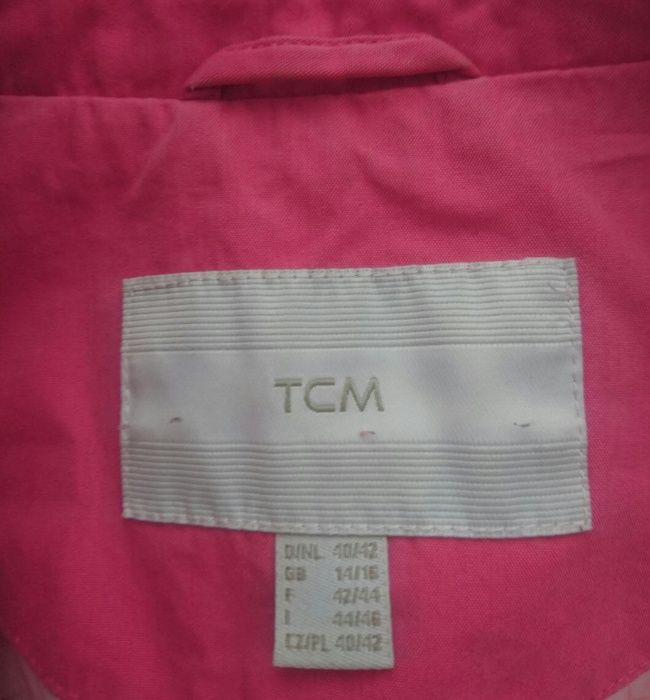 TCM
D/NL 40/42
GB 14/16
F 42/44
I 44/46
CZ/PL 40/42